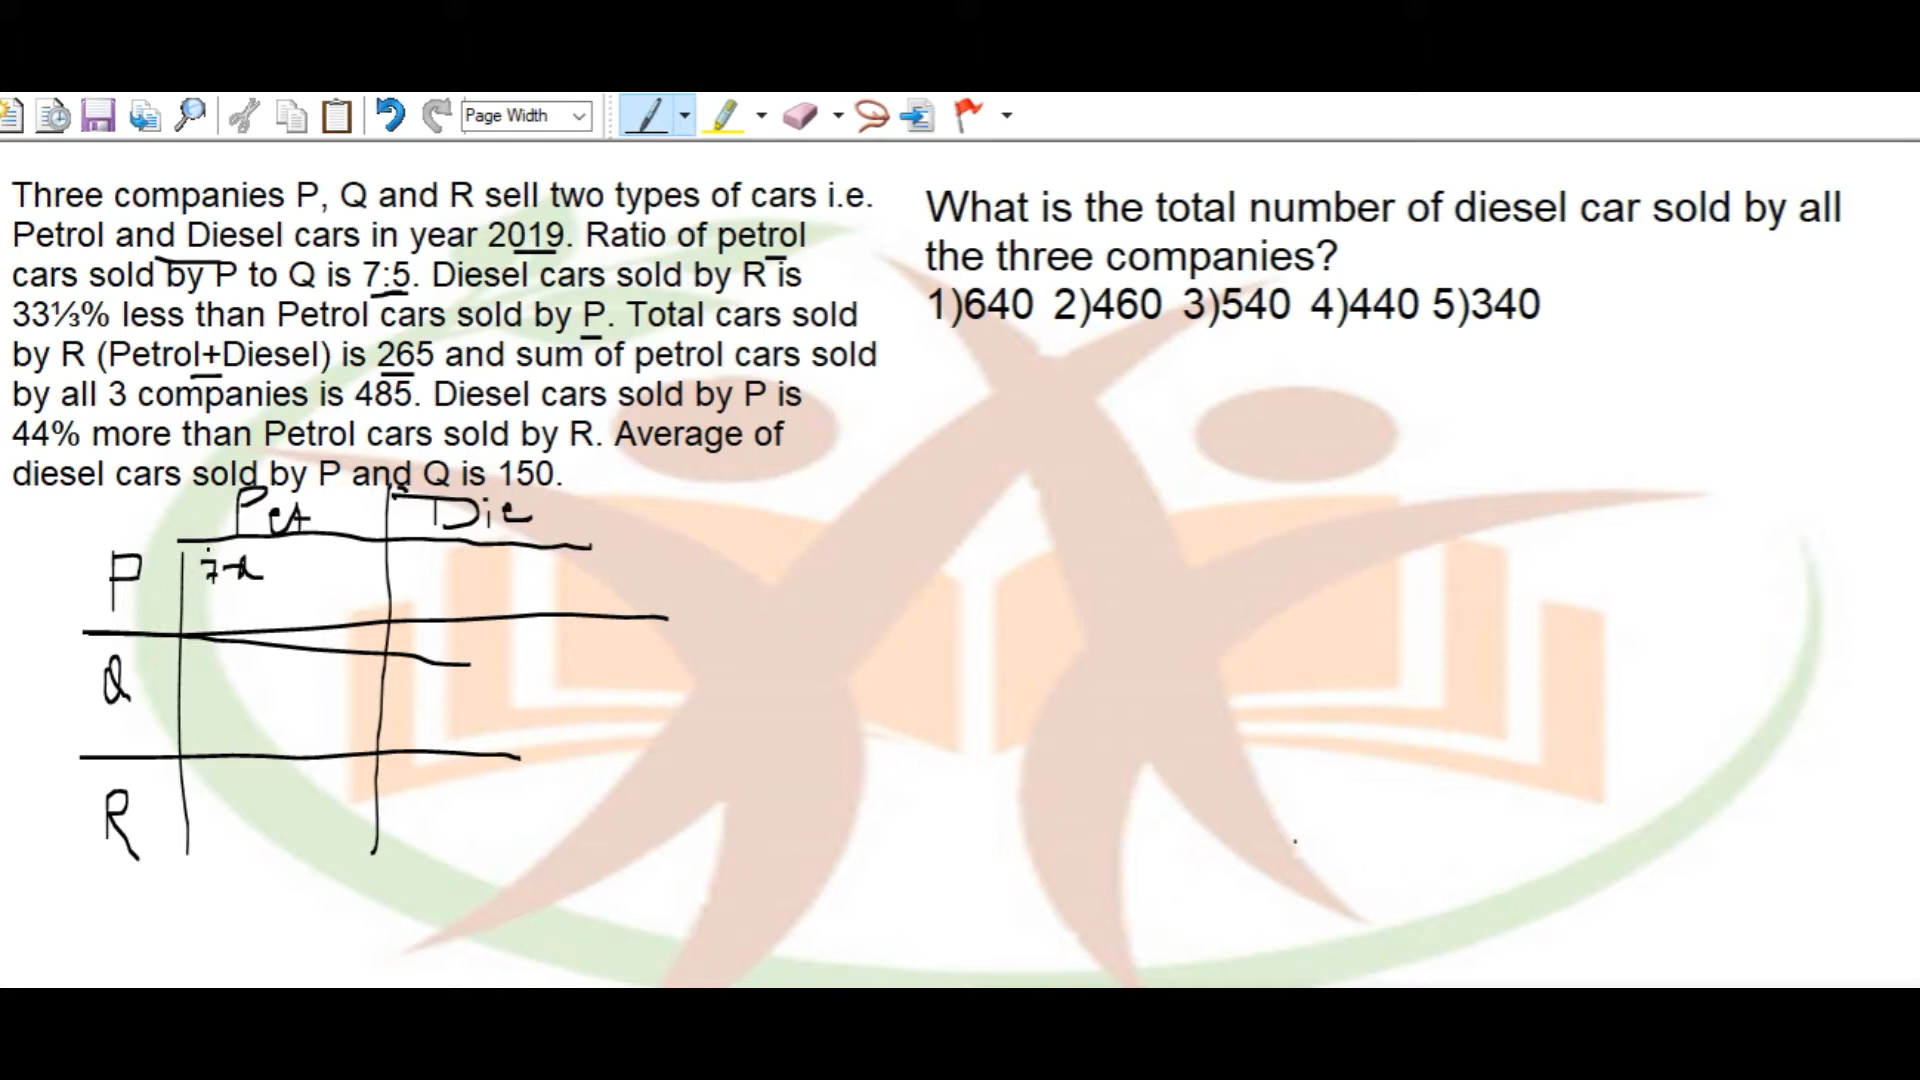 Page Width
Three companies P, Q and R sell two types of cars i.e.
Petrol and Diesel cars in year 2019. Ratio of petrol
cars sold by P to Q is 7:5. Diesel cars sold by R is
33⅓% less than Petrol cars sold by P. Total cars sold
by R (Petrol+Diesel) is 265 and sum of petrol cars sold
by all 3 companies is 485. Diesel cars sold by P is
44% more than Petrol cars sold by R. Average of
diesel cars sold by P and Q is 150.
What is the total number of diesel car sold by all
the three companies?
1)640 2)460 3)540 4)440 5)340
Pet Die
P 7x
Q
R